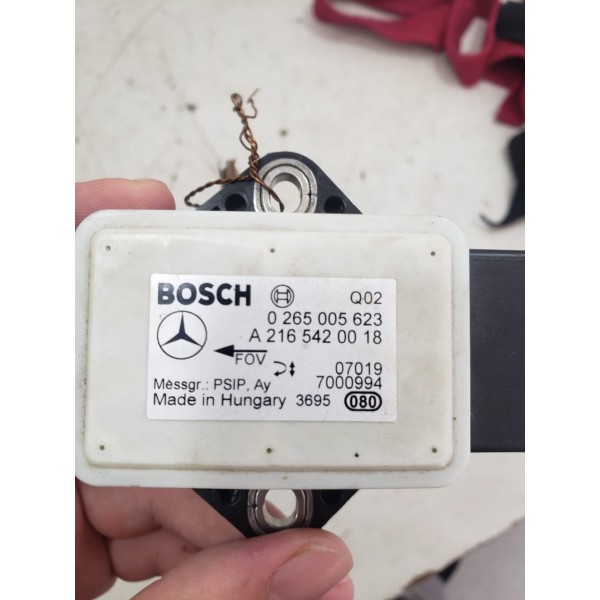 BOSCH Q02
0 265 005 623
A 216 542 00 18
FOV
07019
Messgr.: PSIP, Ay 7000994
Made in Hungary 3695 080